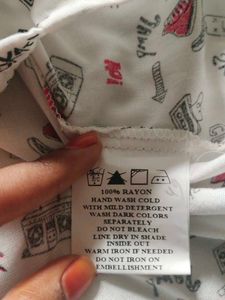 100% RAYON
HAND WASH COLD
WITH MILD DETERGENT
WASH DARK COLORS
SEPARATELY
DO NOT BLEACH
LINE DRY IN SHADE
INSIDE OUT
WARM IRON IF NEEDED
DO NOT IRON ON
EMBELLISHMENT